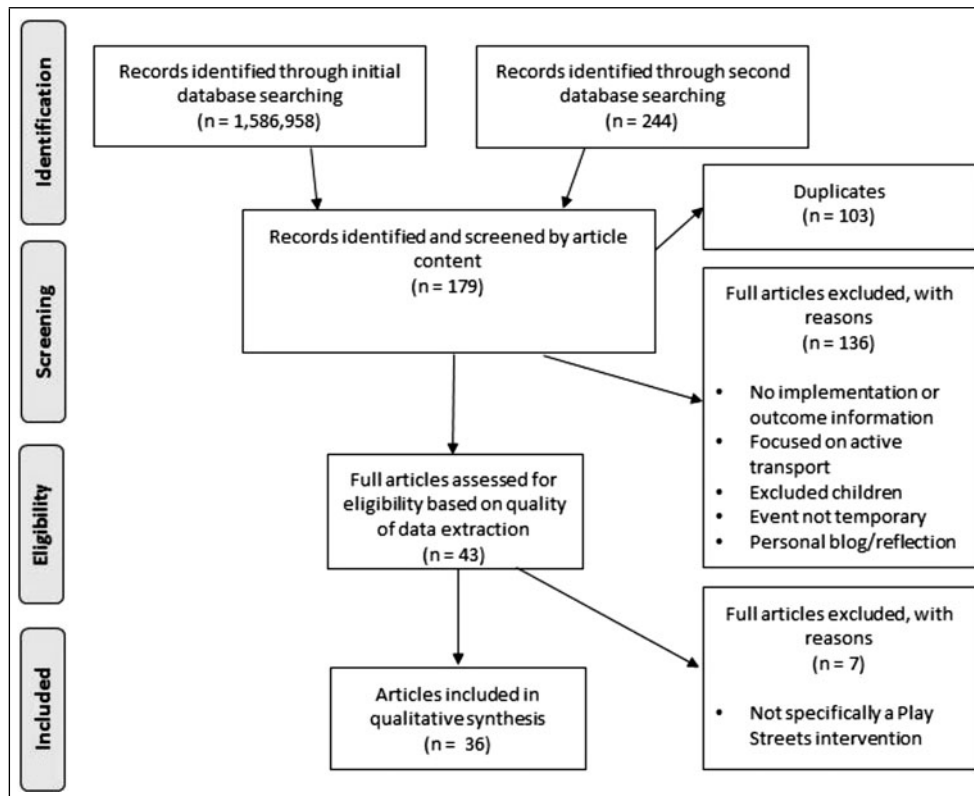 Identification
Records identified through initial
database searching
(n = 1,586,958)
Records identified through second
database searching
(n = 244)
Duplicates
(n = 103)
Screening
Records identified and screened by article
content
(n = 179)
Full articles excluded, with
reasons
(n = 136)
• No implementation or
outcome information
• Focused on active
transport
• Excluded children
• Event not temporary
• Personal blog/reflection
Eligibility
Full articles assessed for
eligibility based on quality
of data extraction
(n = 43)
Full articles excluded, with
reasons
(n = 7)
• Not specifically a Play
Streets intervention
Included
Articles included in
qualitative synthesis
(n = 36)